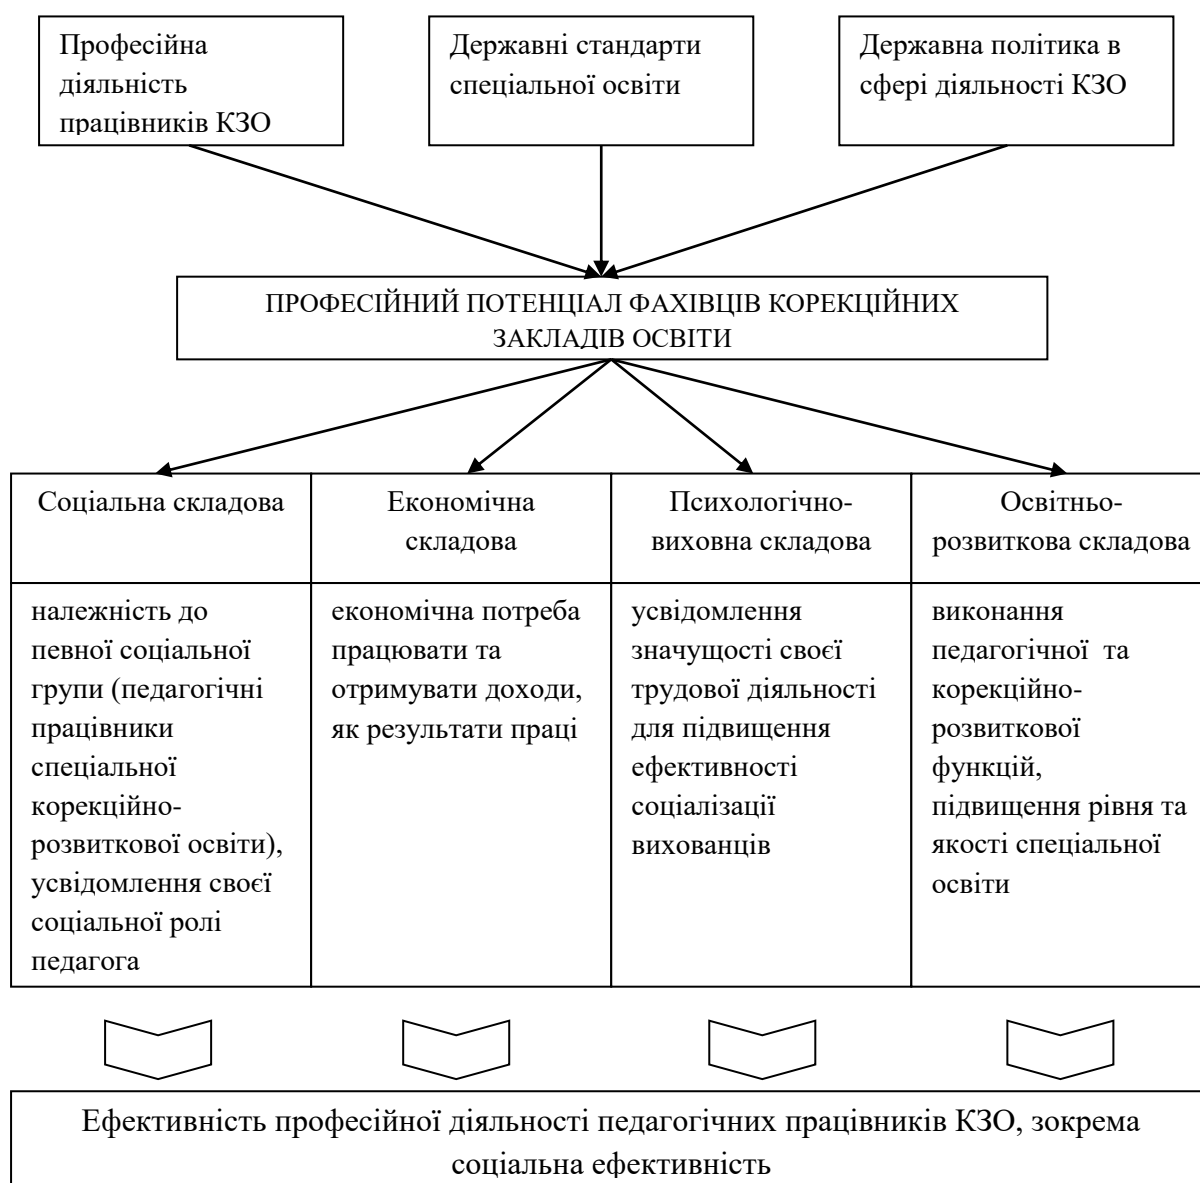 Професійна
діяльність
працівників КЗО
Державні стандарти
спеціальної освіти
Державна політика в
сфері діяльності КЗО
ПРОФЕСІЙНИЙ ПОТЕНЦІАЛ ФАХІВЦІВ КОРЕКЦІЙНИХ
ЗАКЛАДІВ ОСВІТИ
Соціальна складова
Економічна
складова
Психологічно-
виховна складова
Освітньо-
розвиткова складова
належність до
певної соціальної
групи (педагогічні
працівники
спеціальної
корекційно-
розвиткової освіти),
усвідомлення своєї
соціальної ролі
педагога
економічна потреба
працювати та
отримувати доходи,
як результати праці
усвідомлення
значущості своєї
трудової діяльності
для підвищення
ефективності
соціалізації
вихованців
виконання
педагогічної та
корекційно-
розвиткової
функцій,
підвищення рівня та
якості спеціальної
освіти
Ефективність професійної діяльності педагогічних працівників КЗО, зокрема
соціальна ефективність